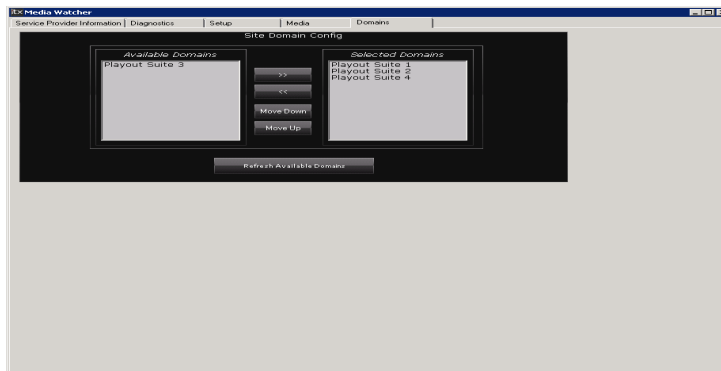 itx Media Watcher
Service Provider Information Diagnostics Setup Media Domains
Site Domain Config
Available Domains Selected Domains
Playout Suite 3
Playout Suite 1
Playout Suite 2
Playout Suite 4
>>
<<
Move Down
Move Up
Refresh Available Domains